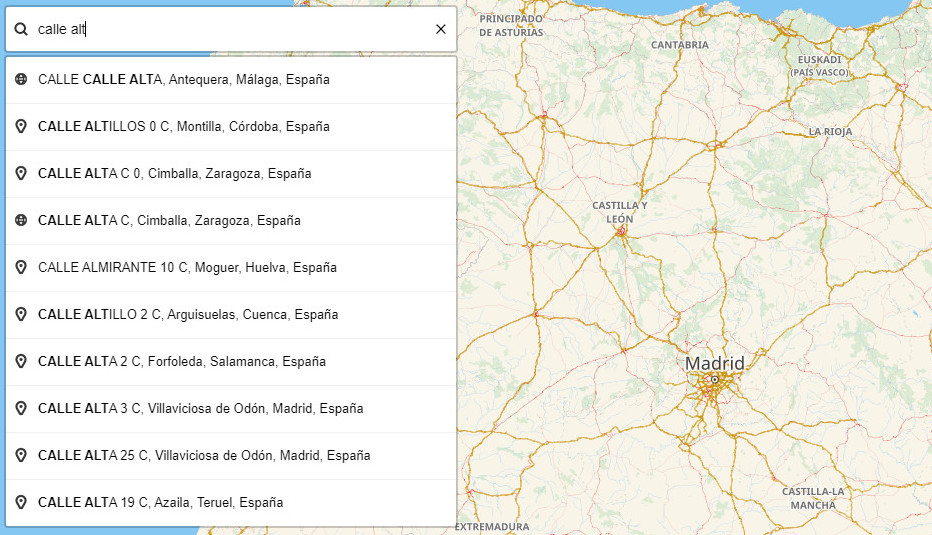 calle alt
CALLE CALLE ALTA, Antequera, Málaga, España
CALLE ALTILLOS 0 C, Montilla, Córdoba, España
CALLE ALTA C 0, Cimballa, Zaragoza, España
CALLE ALTA C, Cimballa, Zaragoza, España
CALLE ALMIRANTE 10 C, Moguer, Huelva, España
CALLE ALTILLO 2 C, Arguisuelas, Cuenca, España
CALLE ALTA 2 C, Forfoleda, Salamanca, España
CALLE ALTA 3 C, Villaviciosa de Odón, Madrid, España
CALLE ALTA 25 C, Villaviciosa de Odón, Madrid, España
CALLE ALTA 19 C, Azaila, Teruel, España
PRINCIPADO
DE ASTURIAS
CANTABRIA
EUSKADI
(PAÍS VASCO)
LA RIOJA
CASTILLA Y
LEÓN
Madrid
CASTILLA-LA
MANCHA
EXTREMADURA